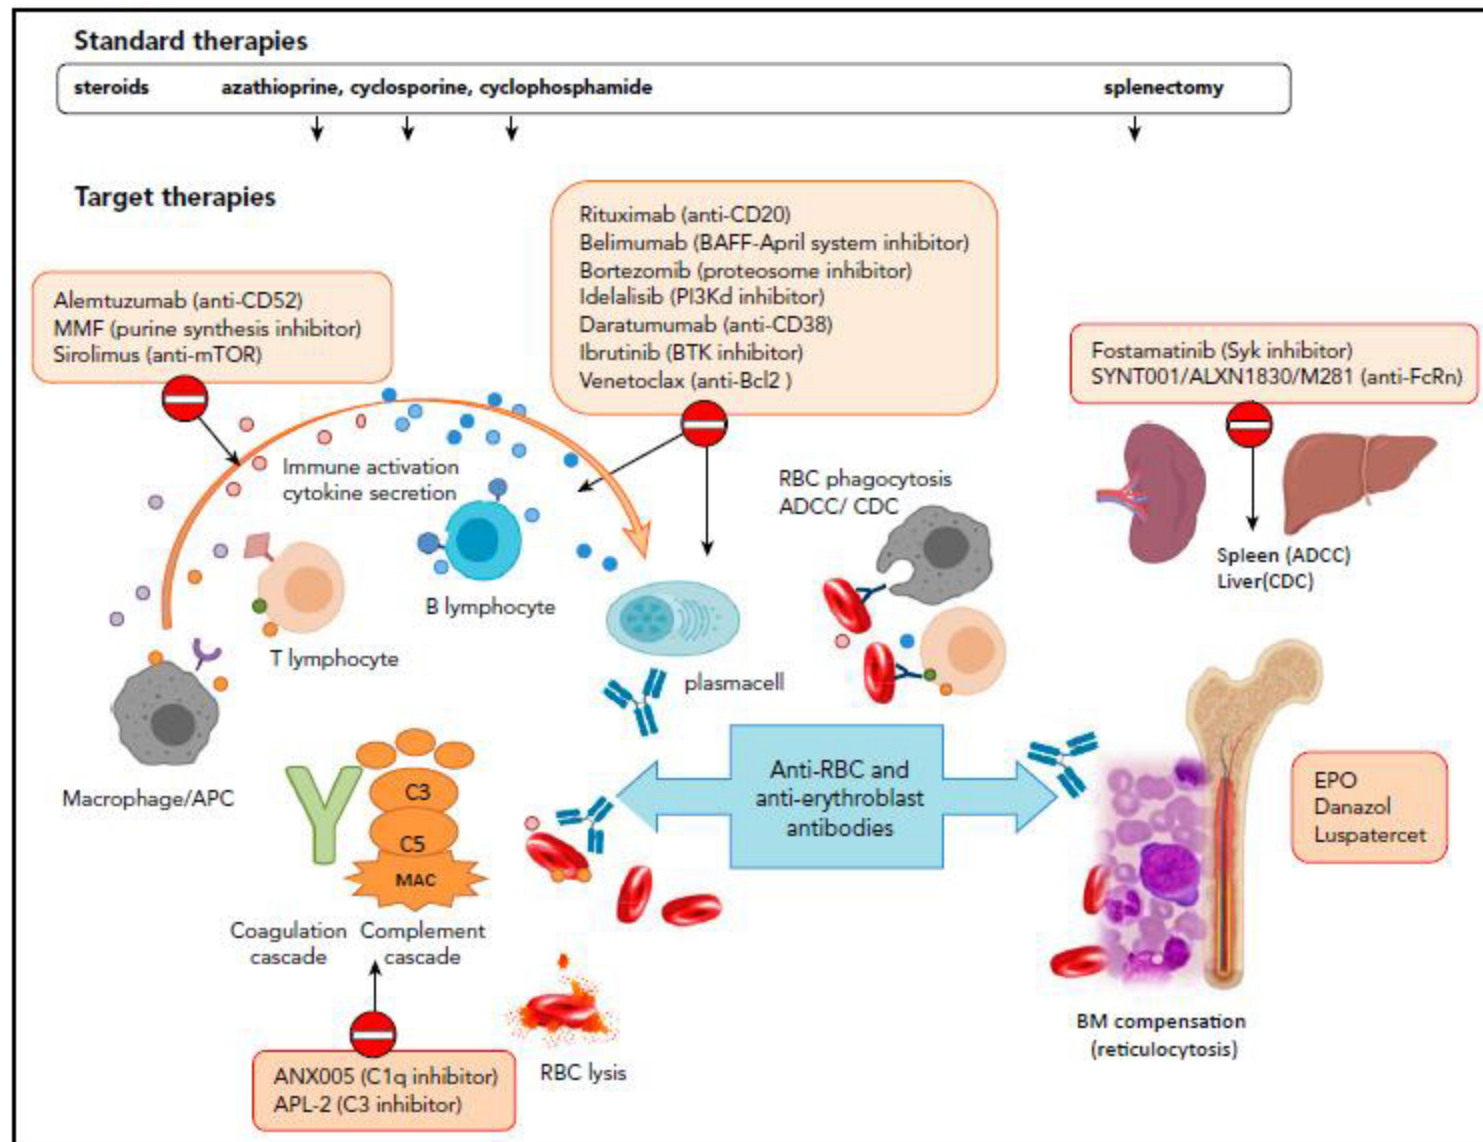 Standard therapies
steroids azathioprine, cyclosporine, cyclophosphamide splenectomy
Target therapies
Rituximab (anti-CD20)
Belimumab (BAFF-April system inhibitor)
Bortezomib (proteosome inhibitor)
Idelalisib (PI3Kd inhibitor)
Daratumumab (anti-CD38)
Ibrutinib (BTK inhibitor)
Venetoclax (anti-Bcl2 )
Alemtuzumab (anti-CD52)
MMF (purine synthesis inhibitor)
Sirolimus (anti-mTOR)
Fostamatinib (Syk inhibitor)
SYNT001/ALXN1830/M281 (anti-FcRn)
Immune activation
cytokine secretion
RBC phagocytosis
ADCC/ CDC
Spleen (ADCC)
Liver(CDC)
B lymphocyte
T lymphocyte
plasmacell
Macrophage/APC
C3
C5
MAC
Anti-RBC and
anti-erythroblast
antibodies
EPO
Danazol
Luspatercet
Coagulation
cascade
Complement
cascade
BM compensation
(reticulocytosis)
RBC lysis
ANX005 (C1q inhibitor)
APL-2 (C3 inhibitor)